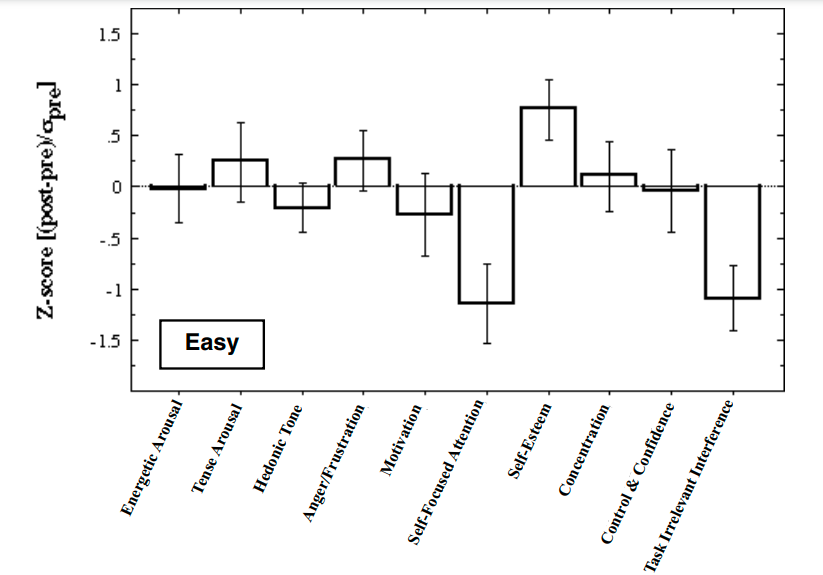 Z-score [(post-pre)/σpre]
1.5
1
.5
0
-.5
-1
-1.5
Easy
Energetic Arousal
Tense Arousal
Hedonic Tone
Anger/Frustration
Motivation
Self-Focused Attention
Self-Esteem
Concentration
Control & Confidence
Task Irrelevant Interference